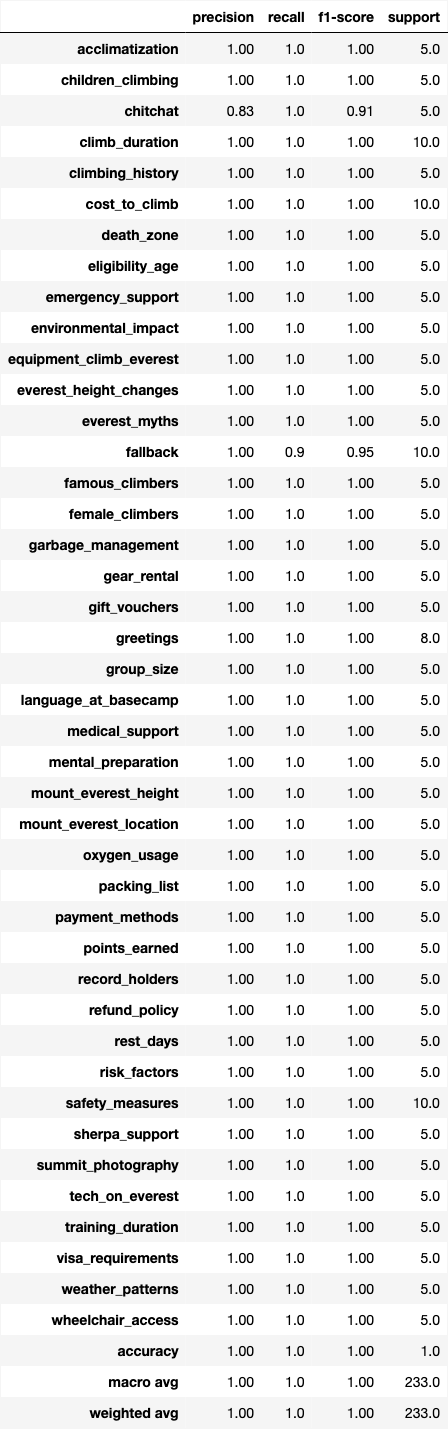 precision recall f1-score support
acclimatization 1.00 1.0 1.00 5.0
children_climbing 1.00 1.0 1.00 5.0
chitchat 0.83 1.0 0.91 5.0
climb_duration 1.00 1.0 1.00 10.0
climbing_history 1.00 1.0 1.00 5.0
cost_to_climb 1.00 1.0 1.00 10.0
death_zone 1.00 1.0 1.00 5.0
eligibility_age 1.00 1.0 1.00 5.0
emergency_support 1.00 1.0 1.00 5.0
environmental_impact 1.00 1.0 1.00 5.0
equipment_climb_everest 1.00 1.0 1.00 5.0
everest_height_changes 1.00 1.0 1.00 5.0
everest_myths 1.00 1.0 1.00 5.0
fallback 1.00 0.9 0.95 10.0
famous_climbers 1.00 1.0 1.00 5.0
female_climbers 1.00 1.0 1.00 5.0
garbage_management 1.00 1.0 1.00 5.0
gear_rental 1.00 1.0 1.00 5.0
gift_vouchers 1.00 1.0 1.00 5.0
greetings 1.00 1.0 1.00 8.0
group_size 1.00 1.0 1.00 5.0
language_at_basecamp 1.00 1.0 1.00 5.0
medical_support 1.00 1.0 1.00 5.0
mental_preparation 1.00 1.0 1.00 5.0
mount_everest_height 1.00 1.0 1.00 5.0
mount_everest_location 1.00 1.0 1.00 5.0
oxygen_usage 1.00 1.0 1.00 5.0
packing_list 1.00 1.0 1.00 5.0
payment_methods 1.00 1.0 1.00 5.0
points_earned 1.00 1.0 1.00 5.0
record_holders 1.00 1.0 1.00 5.0
refund_policy 1.00 1.0 1.00 5.0
rest_days 1.00 1.0 1.00 5.0
risk_factors 1.00 1.0 1.00 5.0
safety_measures 1.00 1.0 1.00 10.0
sherpa_support 1.00 1.0 1.00 5.0
summit_photography 1.00 1.0 1.00 5.0
tech_on_everest 1.00 1.0 1.00 5.0
training_duration 1.00 1.0 1.00 5.0
visa_requirements 1.00 1.0 1.00 5.0
weather_patterns 1.00 1.0 1.00 5.0
wheelchair_access 1.00 1.0 1.00 5.0
accuracy 1.00 1.0 1.00 1.0
macro avg 1.00 1.0 1.00 233.0
weighted avg 1.00 1.0 1.00 233.0